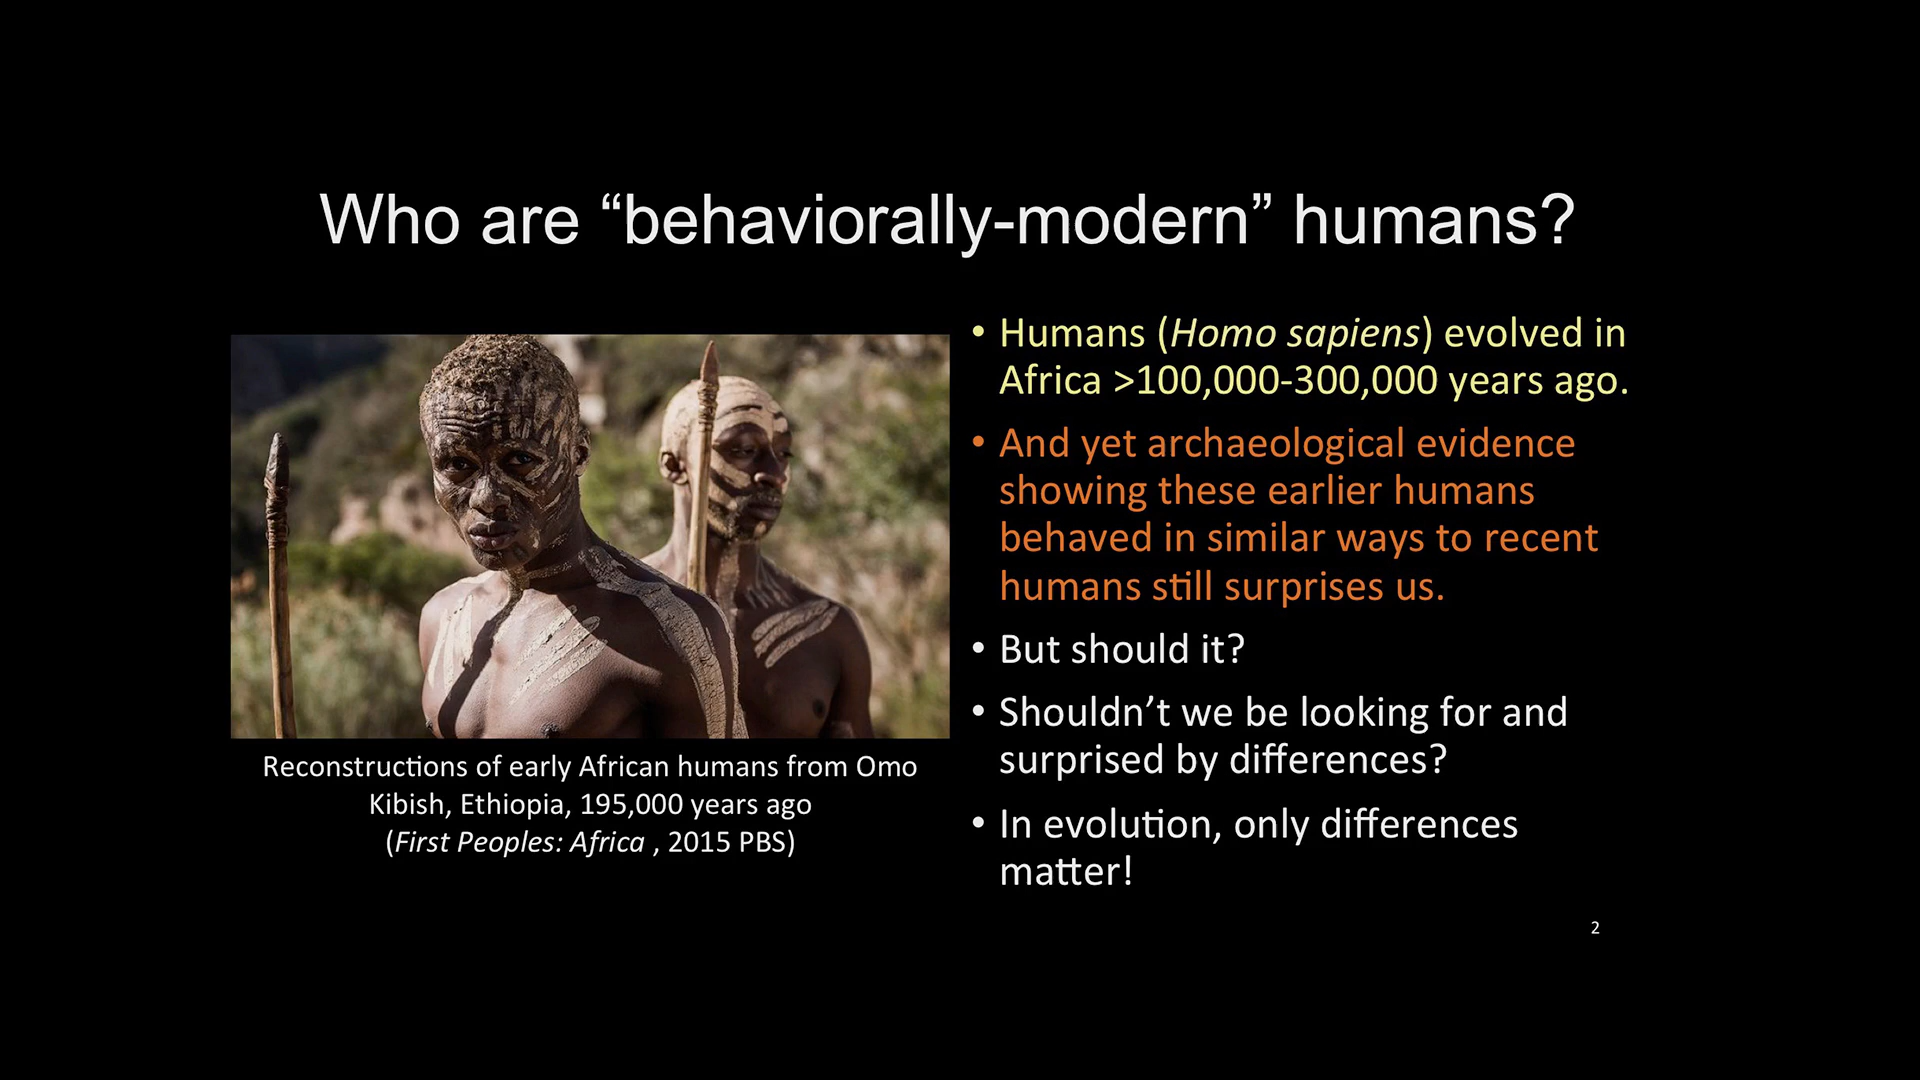 Who are “behaviorally-modern” humans?
• Humans (Homo sapiens) evolved in
Africa >100,000-300,000 years ago.
• And yet archaeological evidence
showing these earlier humans
behaved in similar ways to recent
humans still surprises us.
• But should it?
• Shouldn’t we be looking for and
surprised by differences?
• In evolution, only differences
matter!
Reconstructions of early African humans from Omo
Kibish, Ethiopia, 195,000 years ago
(First Peoples: Africa , 2015 PBS)
2